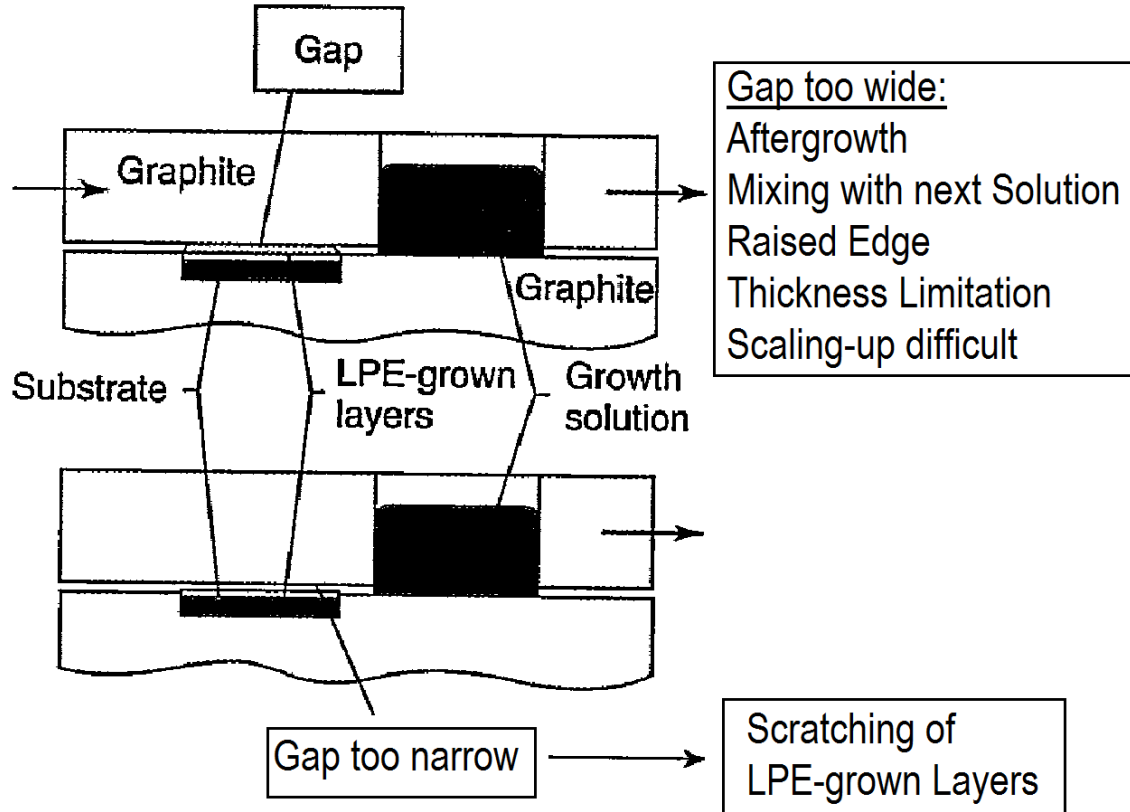 Gap
Gap too wide:
Aftergrowth
Mixing with next Solution
Raised Edge
Thickness Limitation
Scaling-up difficult
Graphite
Graphite
Substrate
LPE-grown
layers
Growth
solution
Gap too narrow
Scratching of
LPE-grown Layers